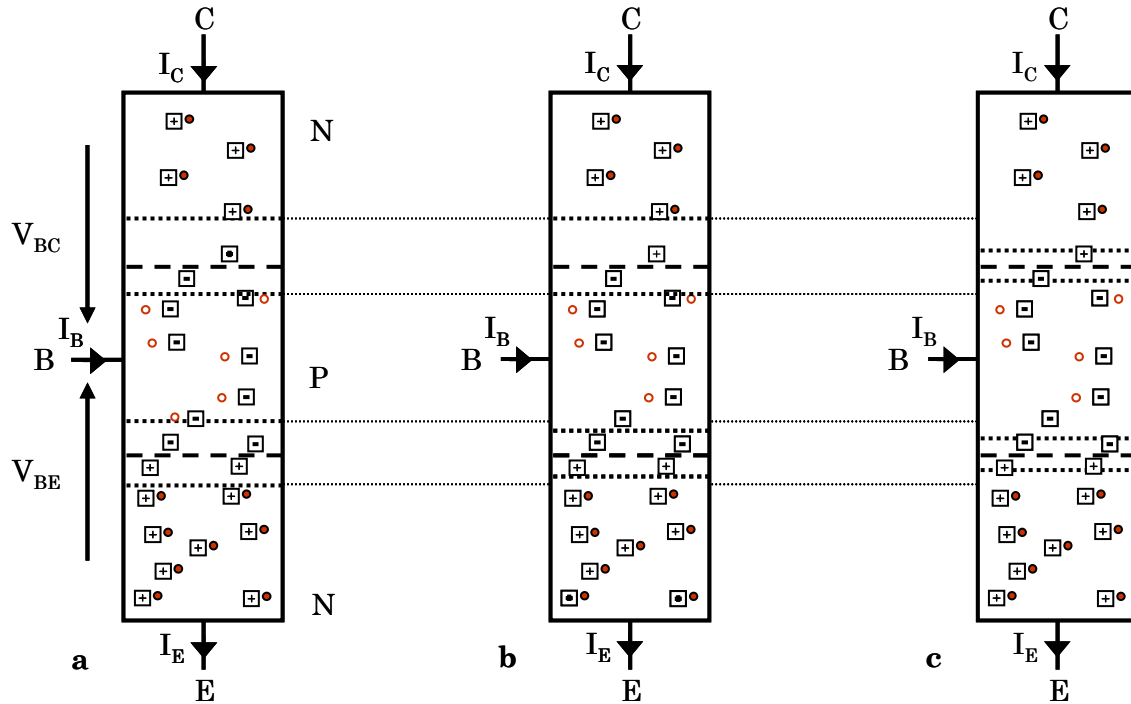 C C C
I_C I_C I_C
N
V_BC
I_B I_B I_B
B B B
P
V_BE
N
I_E I_E I_E
a b c
E E E